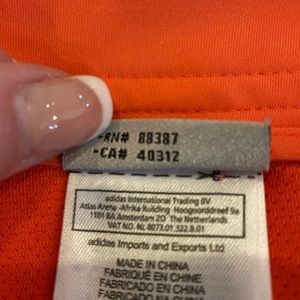 -RN# 88387
-CA# 40312
adidas International Trading BV
Atlas Arena -Afrika Building Hoogoorddreef 9a
1101 BA Amsterdam ZO The Netherlands
VAT NO. NL 8073.01.322.B.01
adidas Imports and Exports Ltd
MADE IN CHINA
FABRIQUÉ EN CHINE
FABRICADO EN CHINA